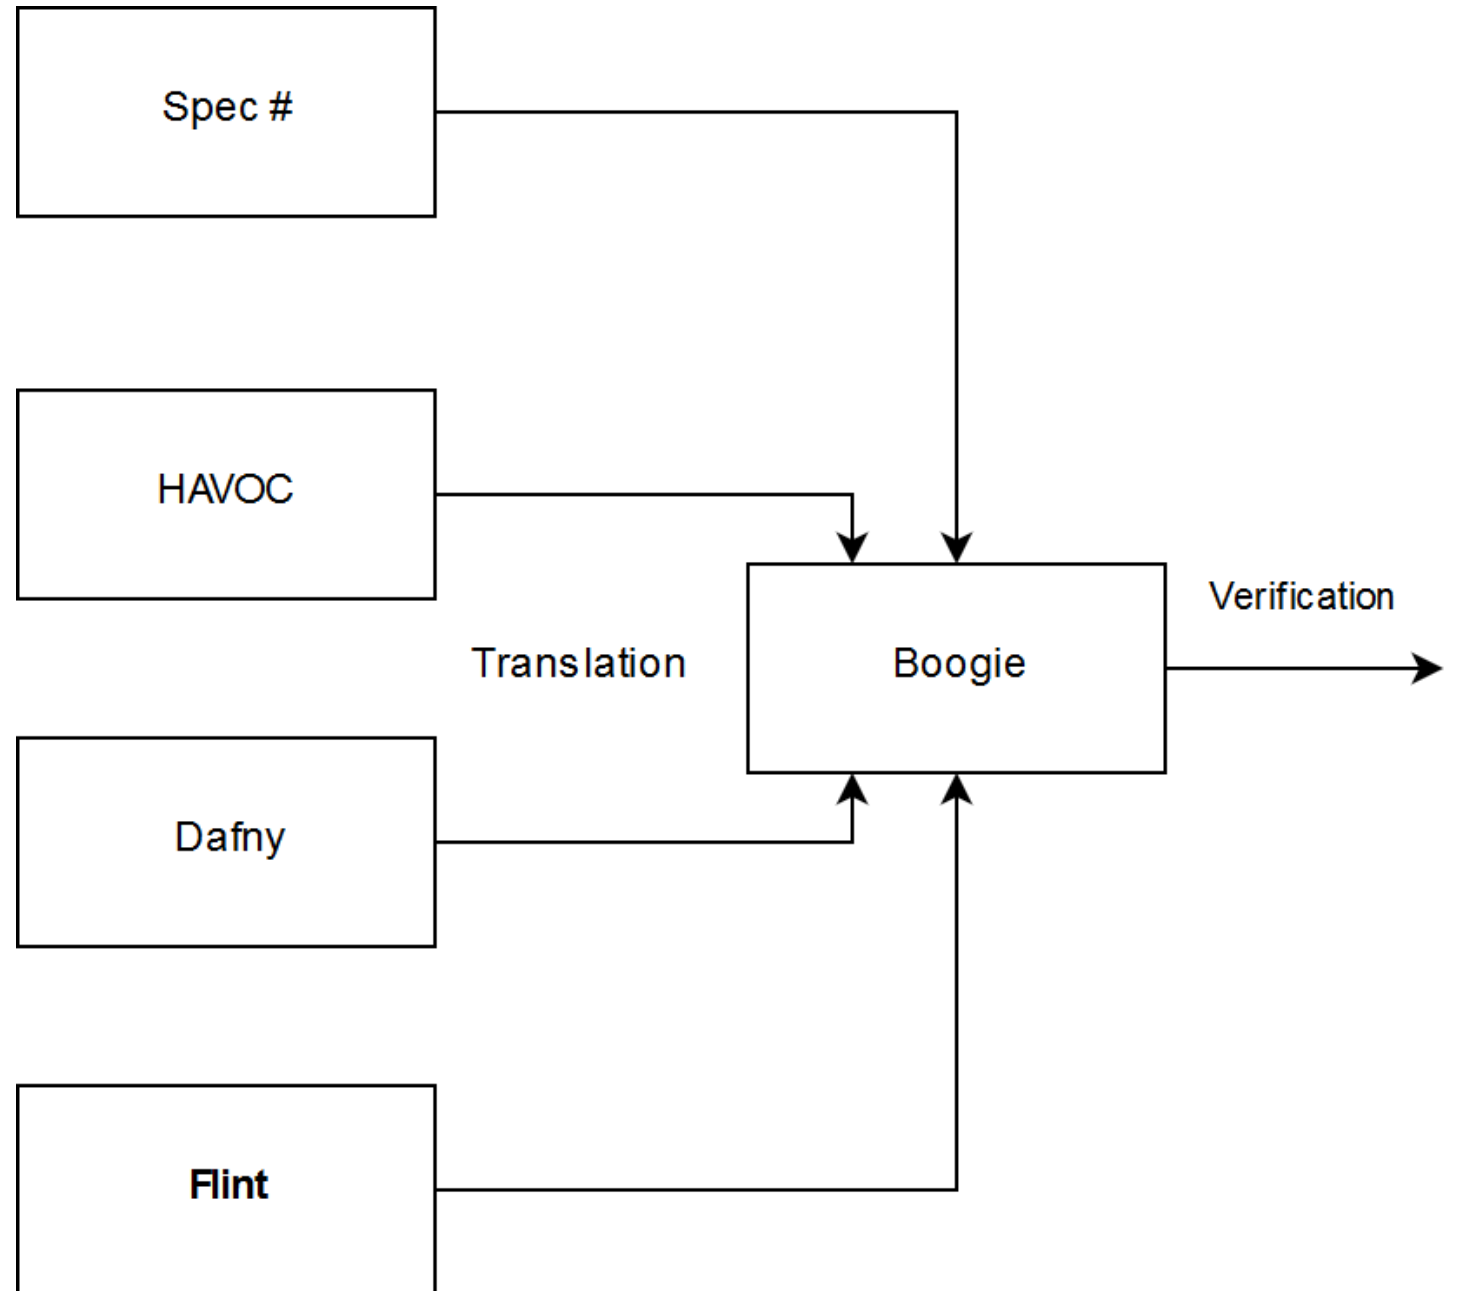 Spec #
HAVOC
Verification
Translation
Boogie
Dafny
Flint